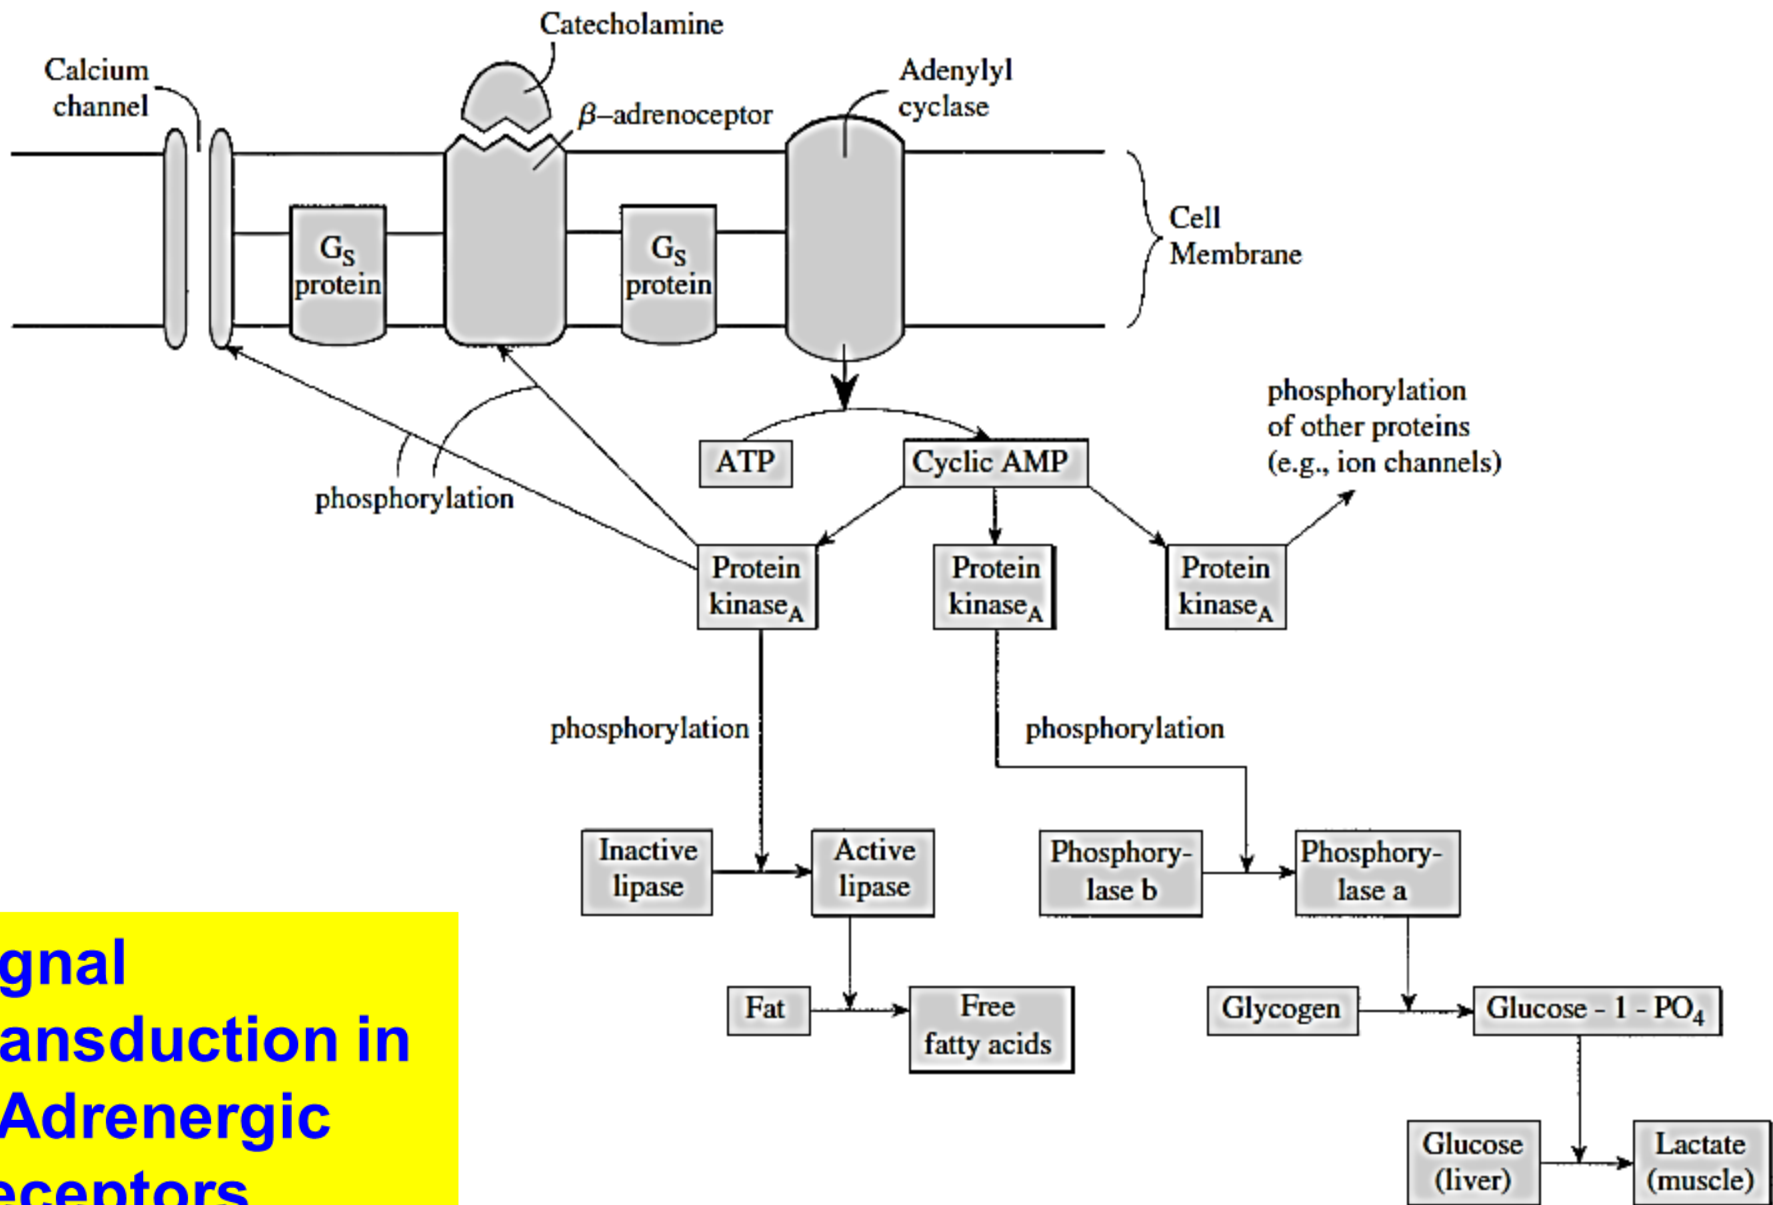 Catecholamine
Calcium
channel
β–adrenoceptor
Adenylyl
cyclase
Cell
Membrane
GS
protein
GS
protein
phosphorylation
of other proteins
(e.g., ion channels)
ATP
Cyclic AMP
phosphorylation
Protein
kinaseA
Protein
kinaseA
Protein
kinaseA
phosphorylation
phosphorylation
Inactive
lipase
Active
lipase
Phosphory-
lase b
Phosphory-
lase a
Fat
Free
fatty acids
Glycogen
Glucose - 1 - PO4
Glucose
(liver)
Lactate
(muscle)
gnal
ansduction in
Adrenergic
eceptors